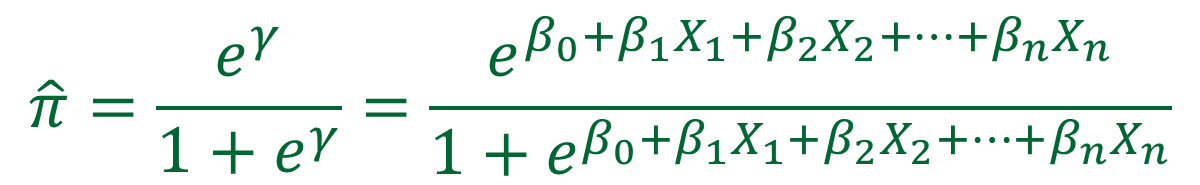 π̂ = e^γ / (1 + e^γ) = e^(β₀+β₁X₁+β₂X₂+⋯+βₙXₙ) / (1 + e^(β₀+β₁X₁+β₂X₂+⋯+βₙXₙ))